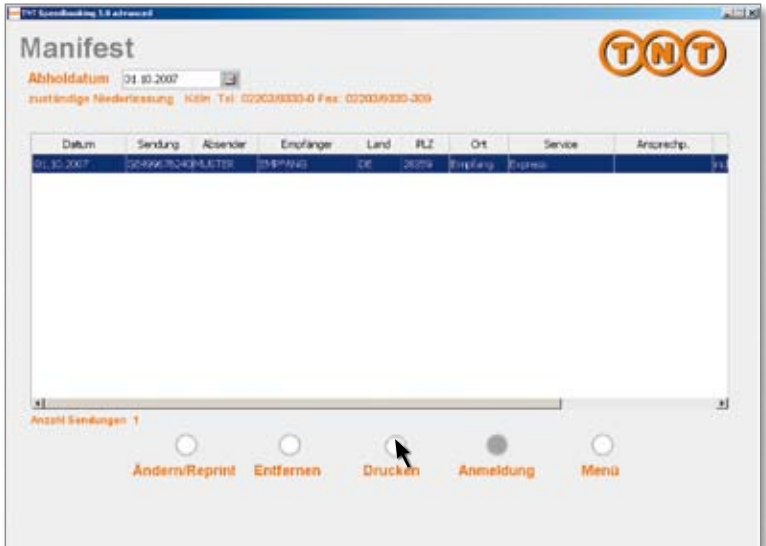 TNT Speedbooking 5.0 advanced
Manifest
TNT
Abholdatum 01.10.2007
zuständige Niederlassung Köln Tel: 02203/9330-0 Fax: 02203/9330-309
Datum Sendung Absender Empfänger Land PLZ Ort Service Ansprechp.
01.10.2007 MUSTER EMPFANG DE Empfang Express
Anzahl Sendungen 1
Ändern/Reprint Entfernen Drucken Anmeldung Menü